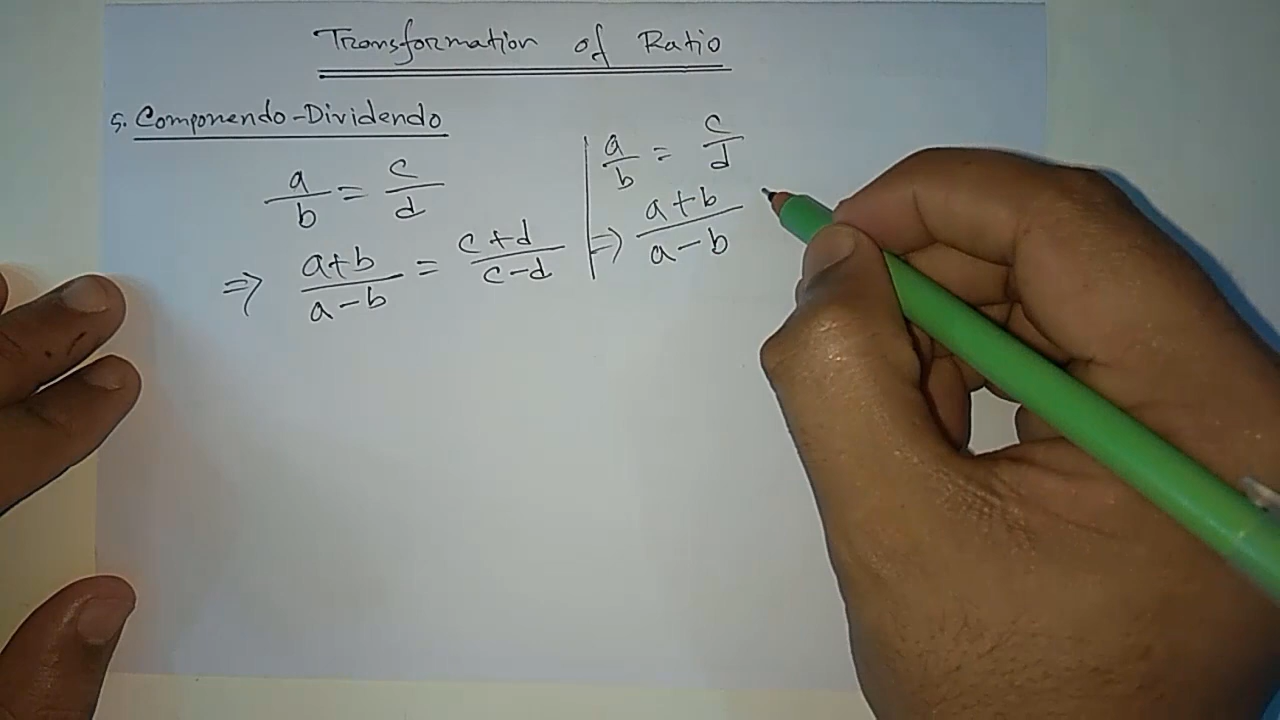 Transformation of Ratio
5. Componendo-Dividendo
a/b = c/d
⇒ a+b/a-b = c+d/c-d
a/b = c/d
⇒ a+b/a-b